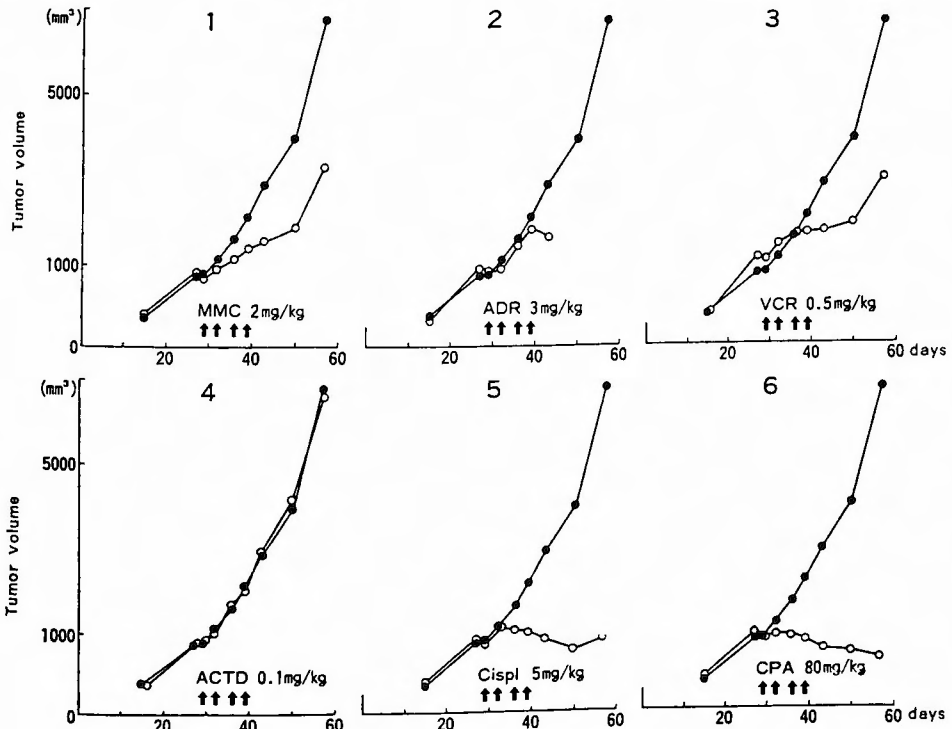 (mm³) 1 2 3
5000
Tumor volume
1000
MMC 2mg/kg ADR 3mg/kg VCR 0.5mg/kg
0
20 40 60 20 40 60 20 40 60 days
(mm³) 4 5 6
5000
Tumor volume
1000
ACTD 0.1mg/kg Cispl 5mg/kg CPA 80mg/kg
0
20 40 60 20 40 60 20 40 60 days